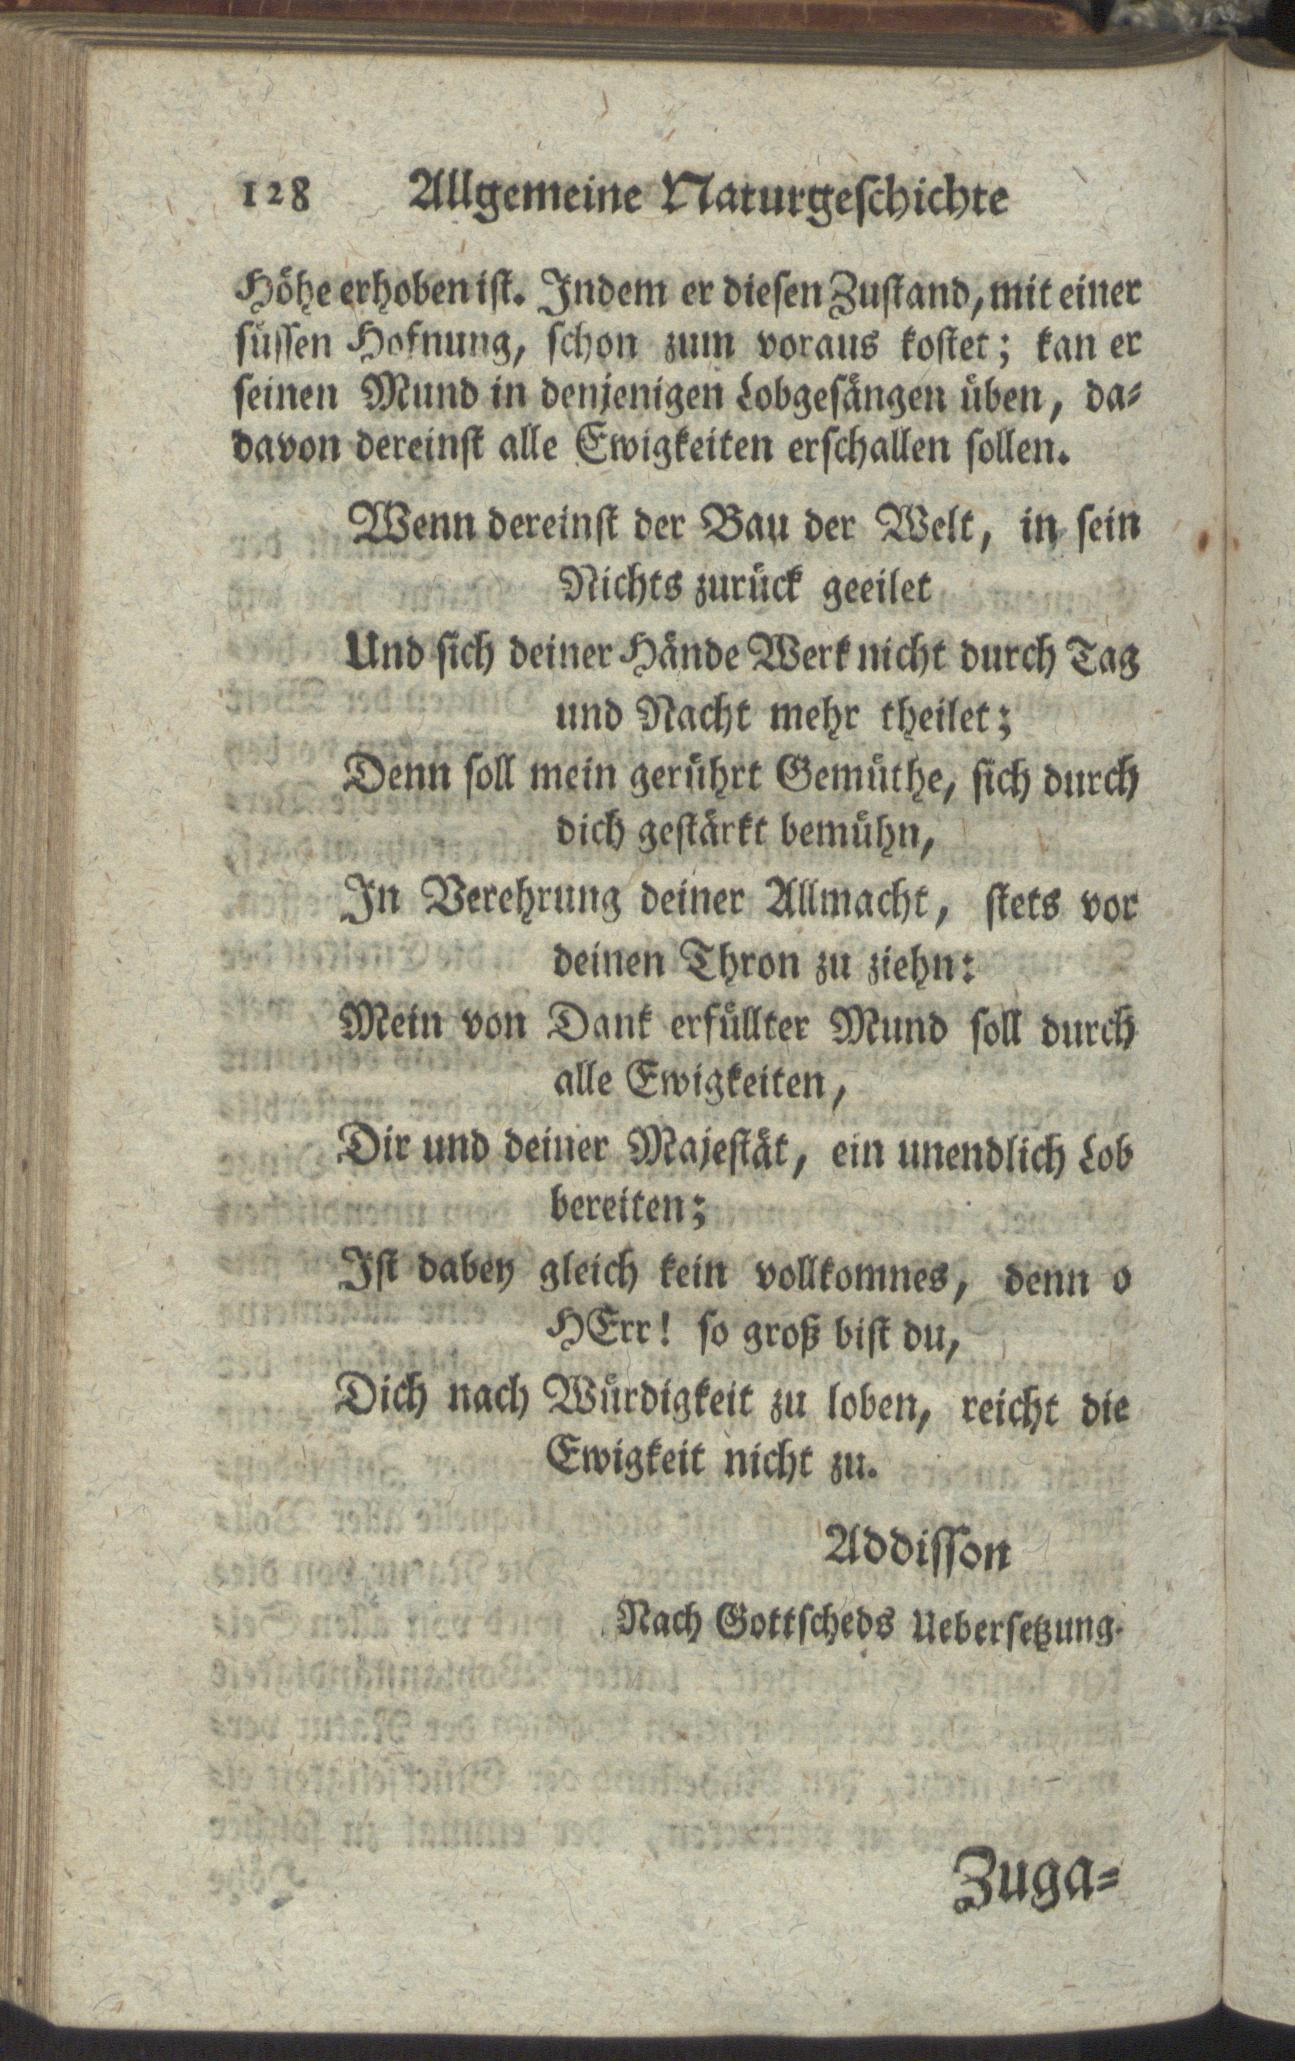 128 Allgemeine Naturgeschichte
Höhe erhoben ist. Indem er diesen Zustand, mit einer
süssen Hofnung, schon zum voraus kostet; kan er
seinen Mund in denjenigen Lobgesängen üben, da-
davon dereinst alle Ewigkeiten erschallen sollen.
Wenn dereinst der Bau der Welt, in sein
Nichts zurück geeilet
Und sich deiner Hände Werk nicht durch Tag
und Nacht mehr theilet;
Denn soll mein gerührt Gemüthe, sich durch
dich gestärkt bemühn,
In Verehrung deiner Allmacht, stets vor
deinen Thron zu ziehn:
Mein von Dank erfüllter Mund soll durch
alle Ewigkeiten,
Dir und deiner Majestät, ein unendlich Lob
bereiten;
Ist dabey gleich kein vollkomnes, denn o
HErr! so groß bist du,
Dich nach Würdigkeit zu loben, reicht die
Ewigkeit nicht zu.
Addisson
Nach Gottscheds Uebersetzung.
Zuga-